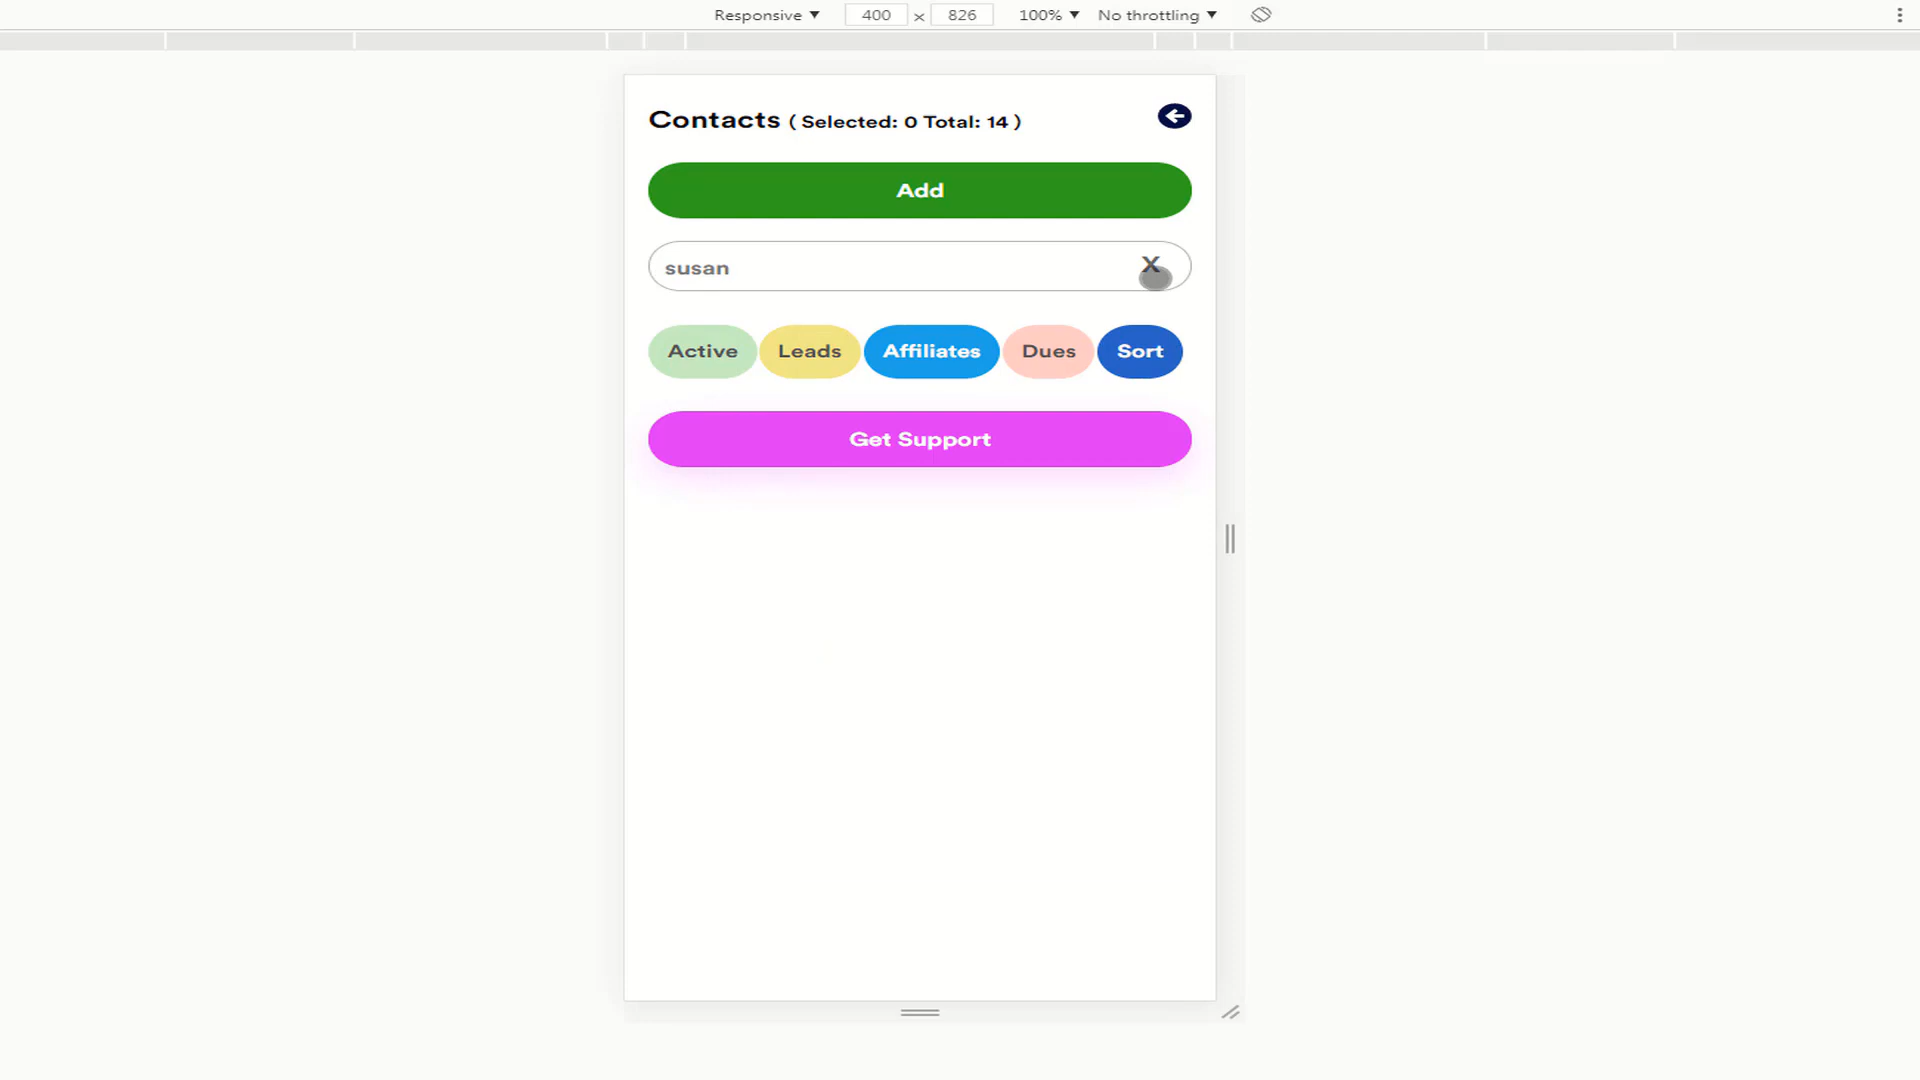 Responsive ▼ 400 x 826 100% ▼ No throttling ▼
Contacts ( Selected: 0 Total: 14 )
Add
susan X
Active Leads Affiliates Dues Sort
Get Support